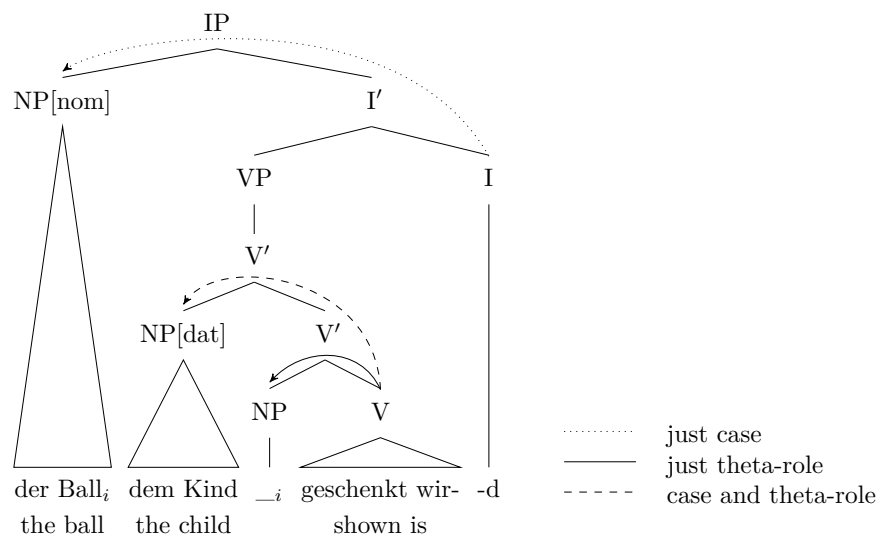 IP
NP[nom] I′
VP I
V′
NP[dat] V′
NP V
der Ball_i dem Kind __i geschenkt wir- -d
the ball the child shown is
just case
just theta-role
case and theta-role